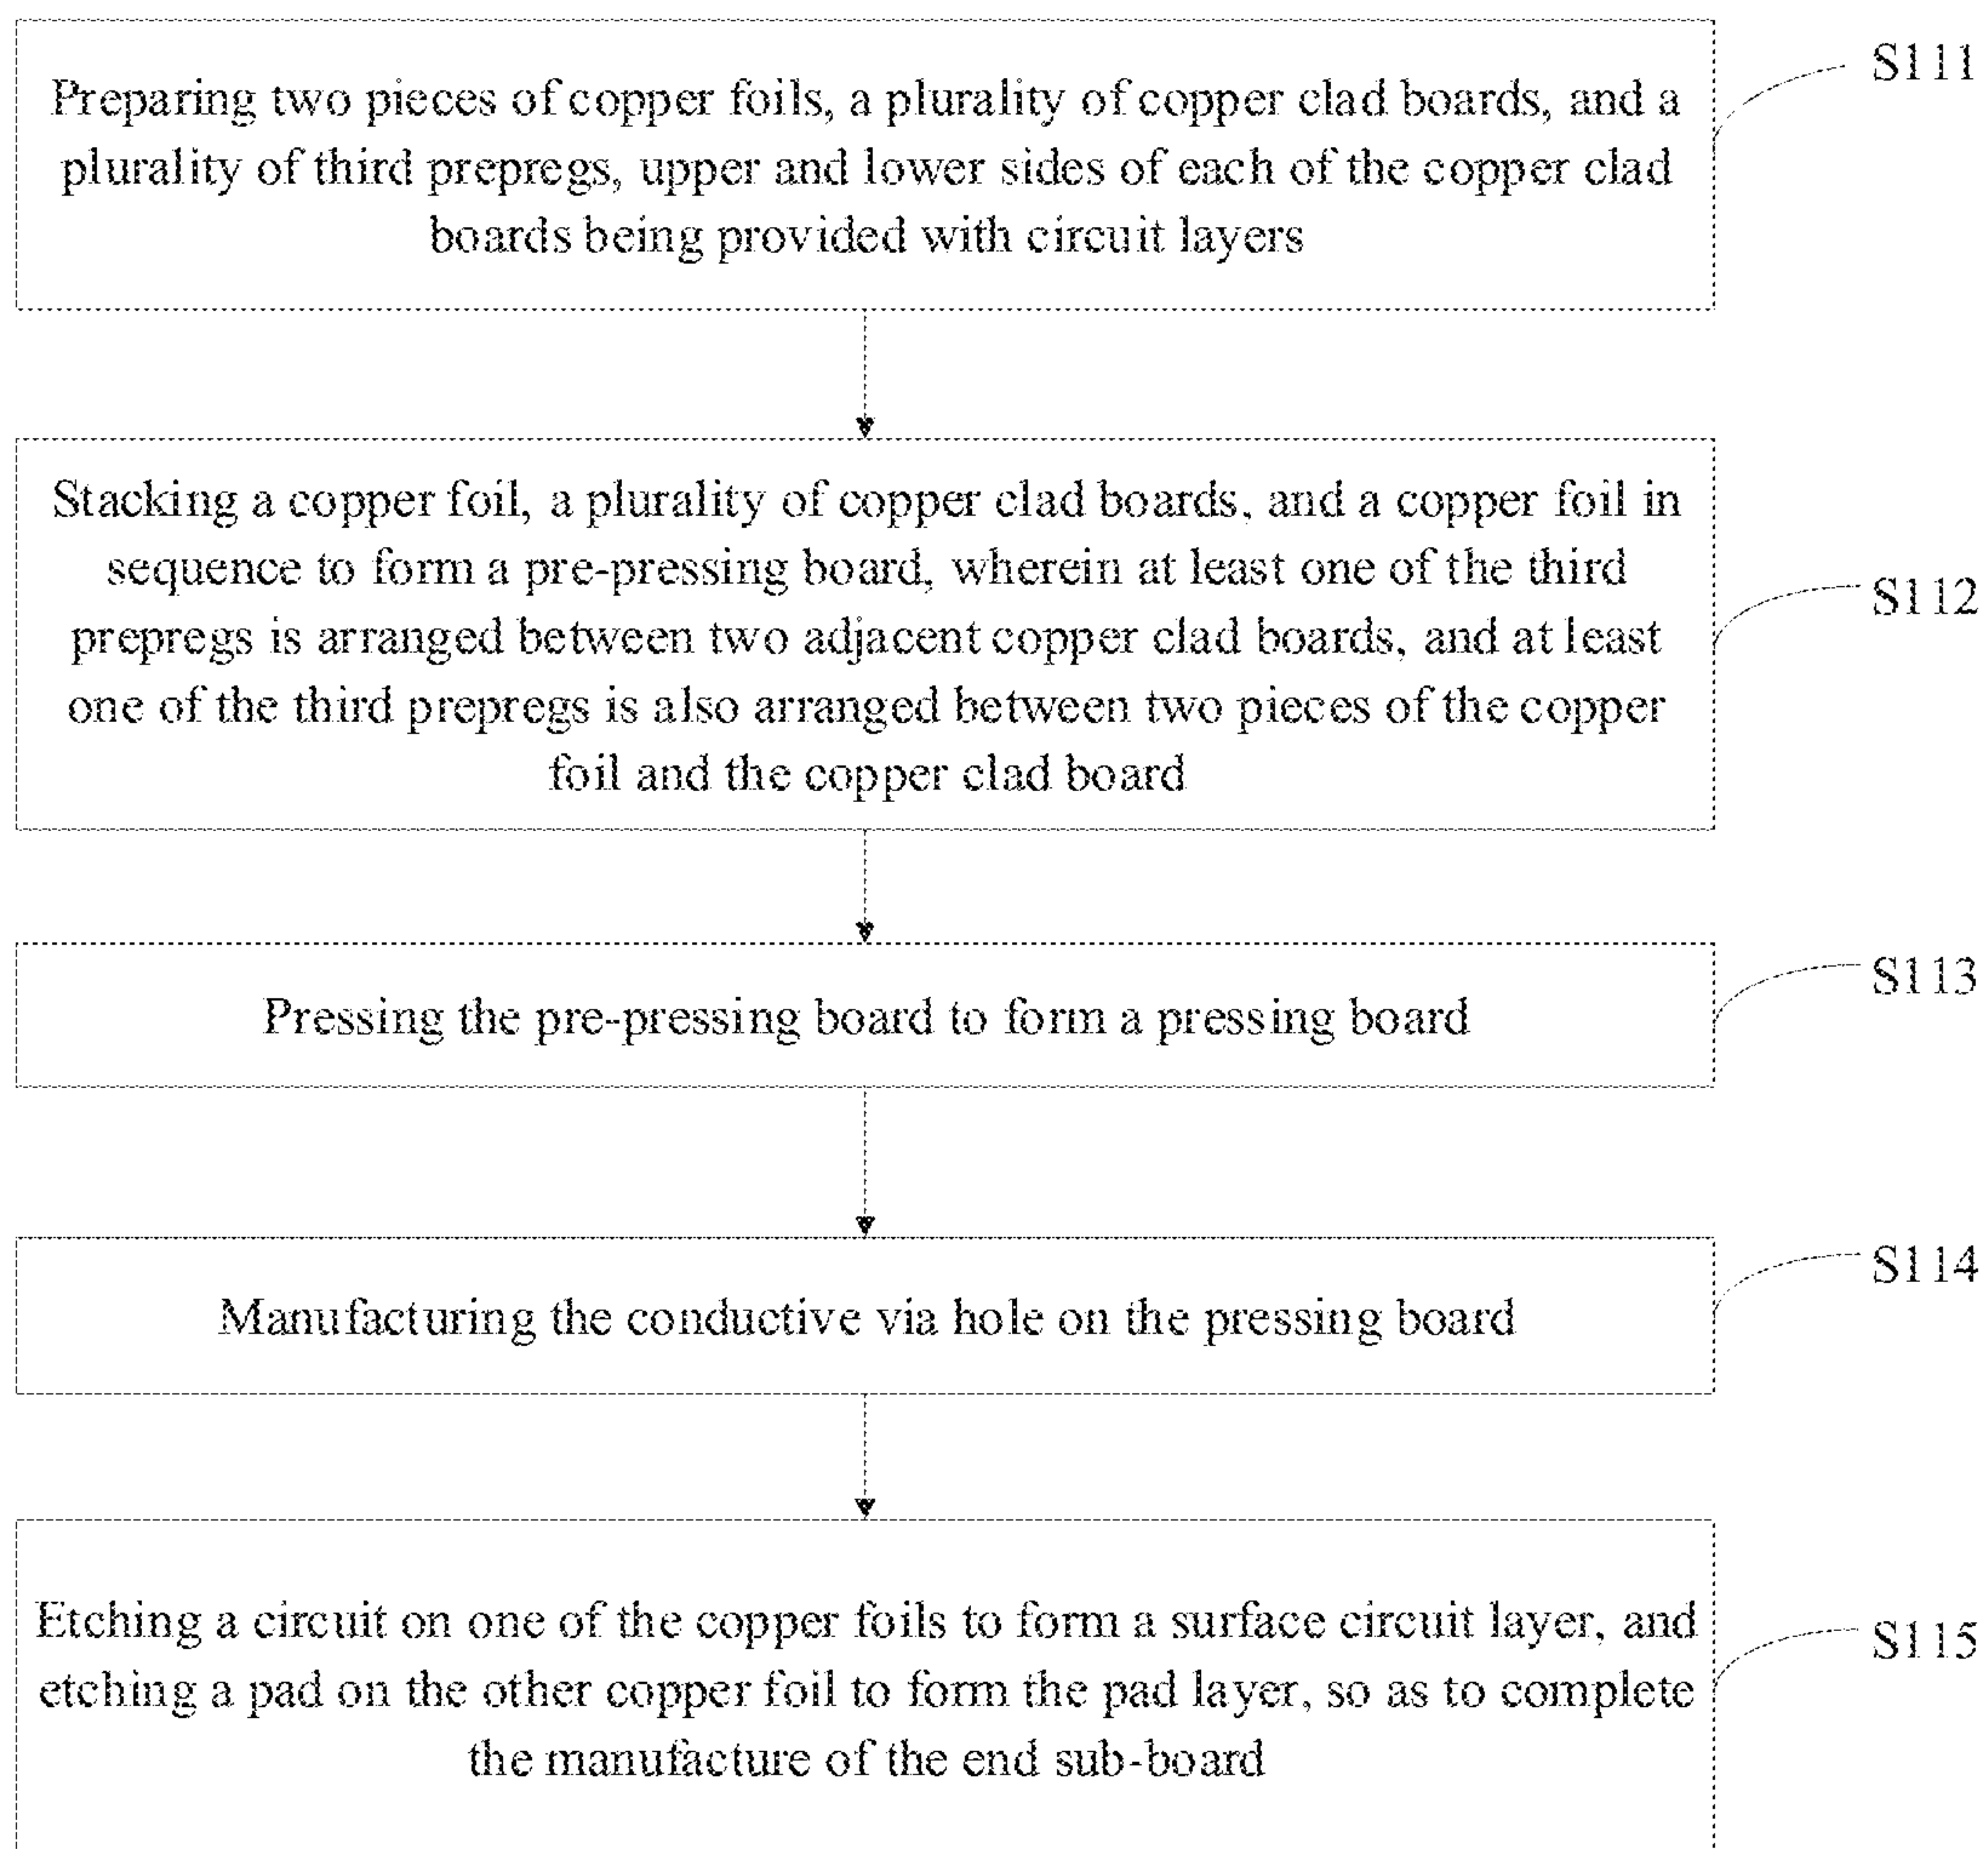 Preparing two pieces of copper foils, a plurality of copper clad boards, and a
plurality of third prepregs, upper and lower sides of each of the copper clad
boards being provided with circuit layers
S111
Stacking a copper foil, a plurality of copper clad boards, and a copper foil in
sequence to form a pre-pressing board, wherein at least one of the third
prepregs is arranged between two adjacent copper clad boards, and at least
one of the third prepregs is also arranged between two pieces of the copper
foil and the copper clad board
S112
Pressing the pre-pressing board to form a pressing board
S113
Manufacturing the conductive via hole on the pressing board
S114
Etching a circuit on one of the copper foils to form a surface circuit layer, and
etching a pad on the other copper foil to form the pad layer, so as to complete
the manufacture of the end sub-board
S115